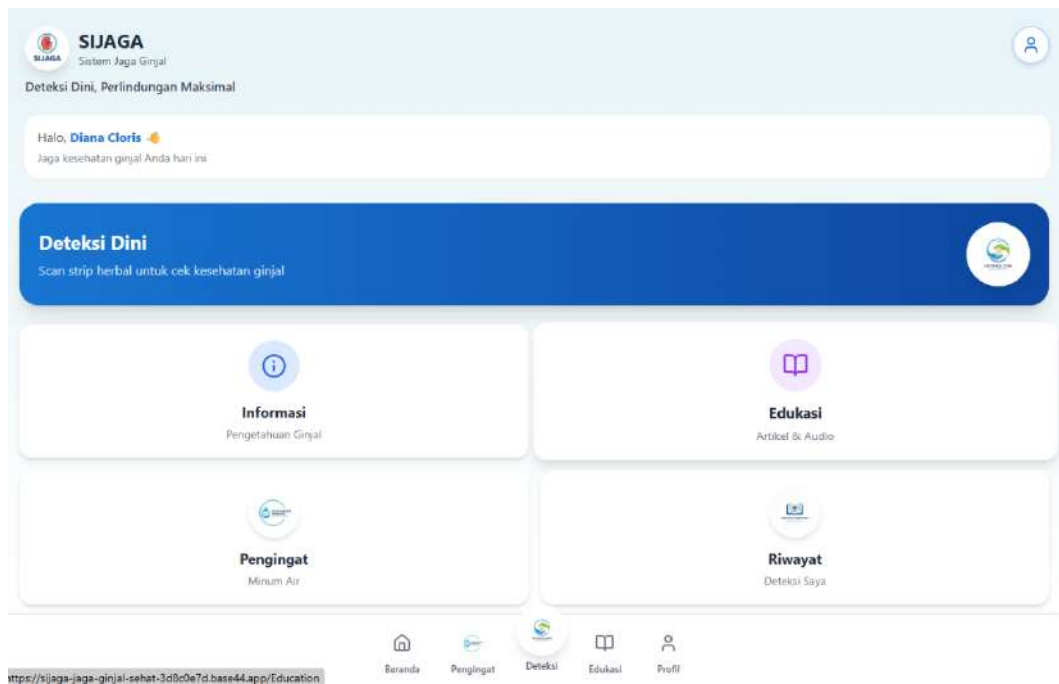 SIJAGA
SIJAGA
Sistem Jaga Ginjal
Deteksi Dini, Perlindungan Maksimal
Halo, Diana Cloris 👋
Jaga kesehatan ginjal Anda hari ini
Deteksi Dini
Scan strip herbal untuk cek kesehatan ginjal
Informasi
Pengetahuan Ginjal
Edukasi
Artikel & Audio
Pengingat
Minum Air
Riwayat
Deteksi Saya
Beranda
Pengingat
Deteksi
Edukasi
Profil
https://sijaga-jaga-ginjal-sehat-3d8c0e7d.base44.app/Education